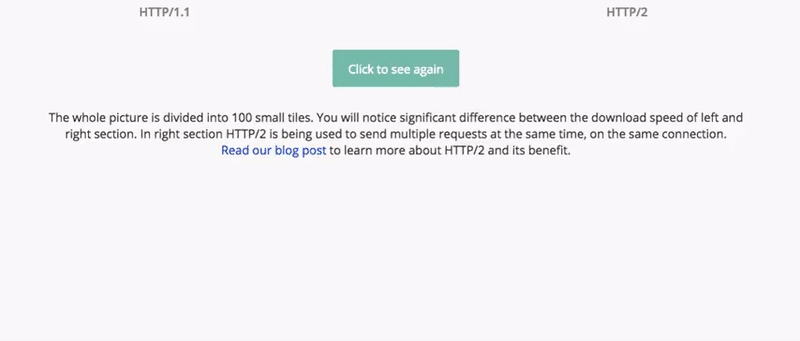 HTTP/1.1
HTTP/2
Click to see again
The whole picture is divided into 100 small tiles. You will notice significant difference between the download speed of left and
right section. In right section HTTP/2 is being used to send multiple requests at the same time, on the same connection.
Read our blog post to learn more about HTTP/2 and its benefit.